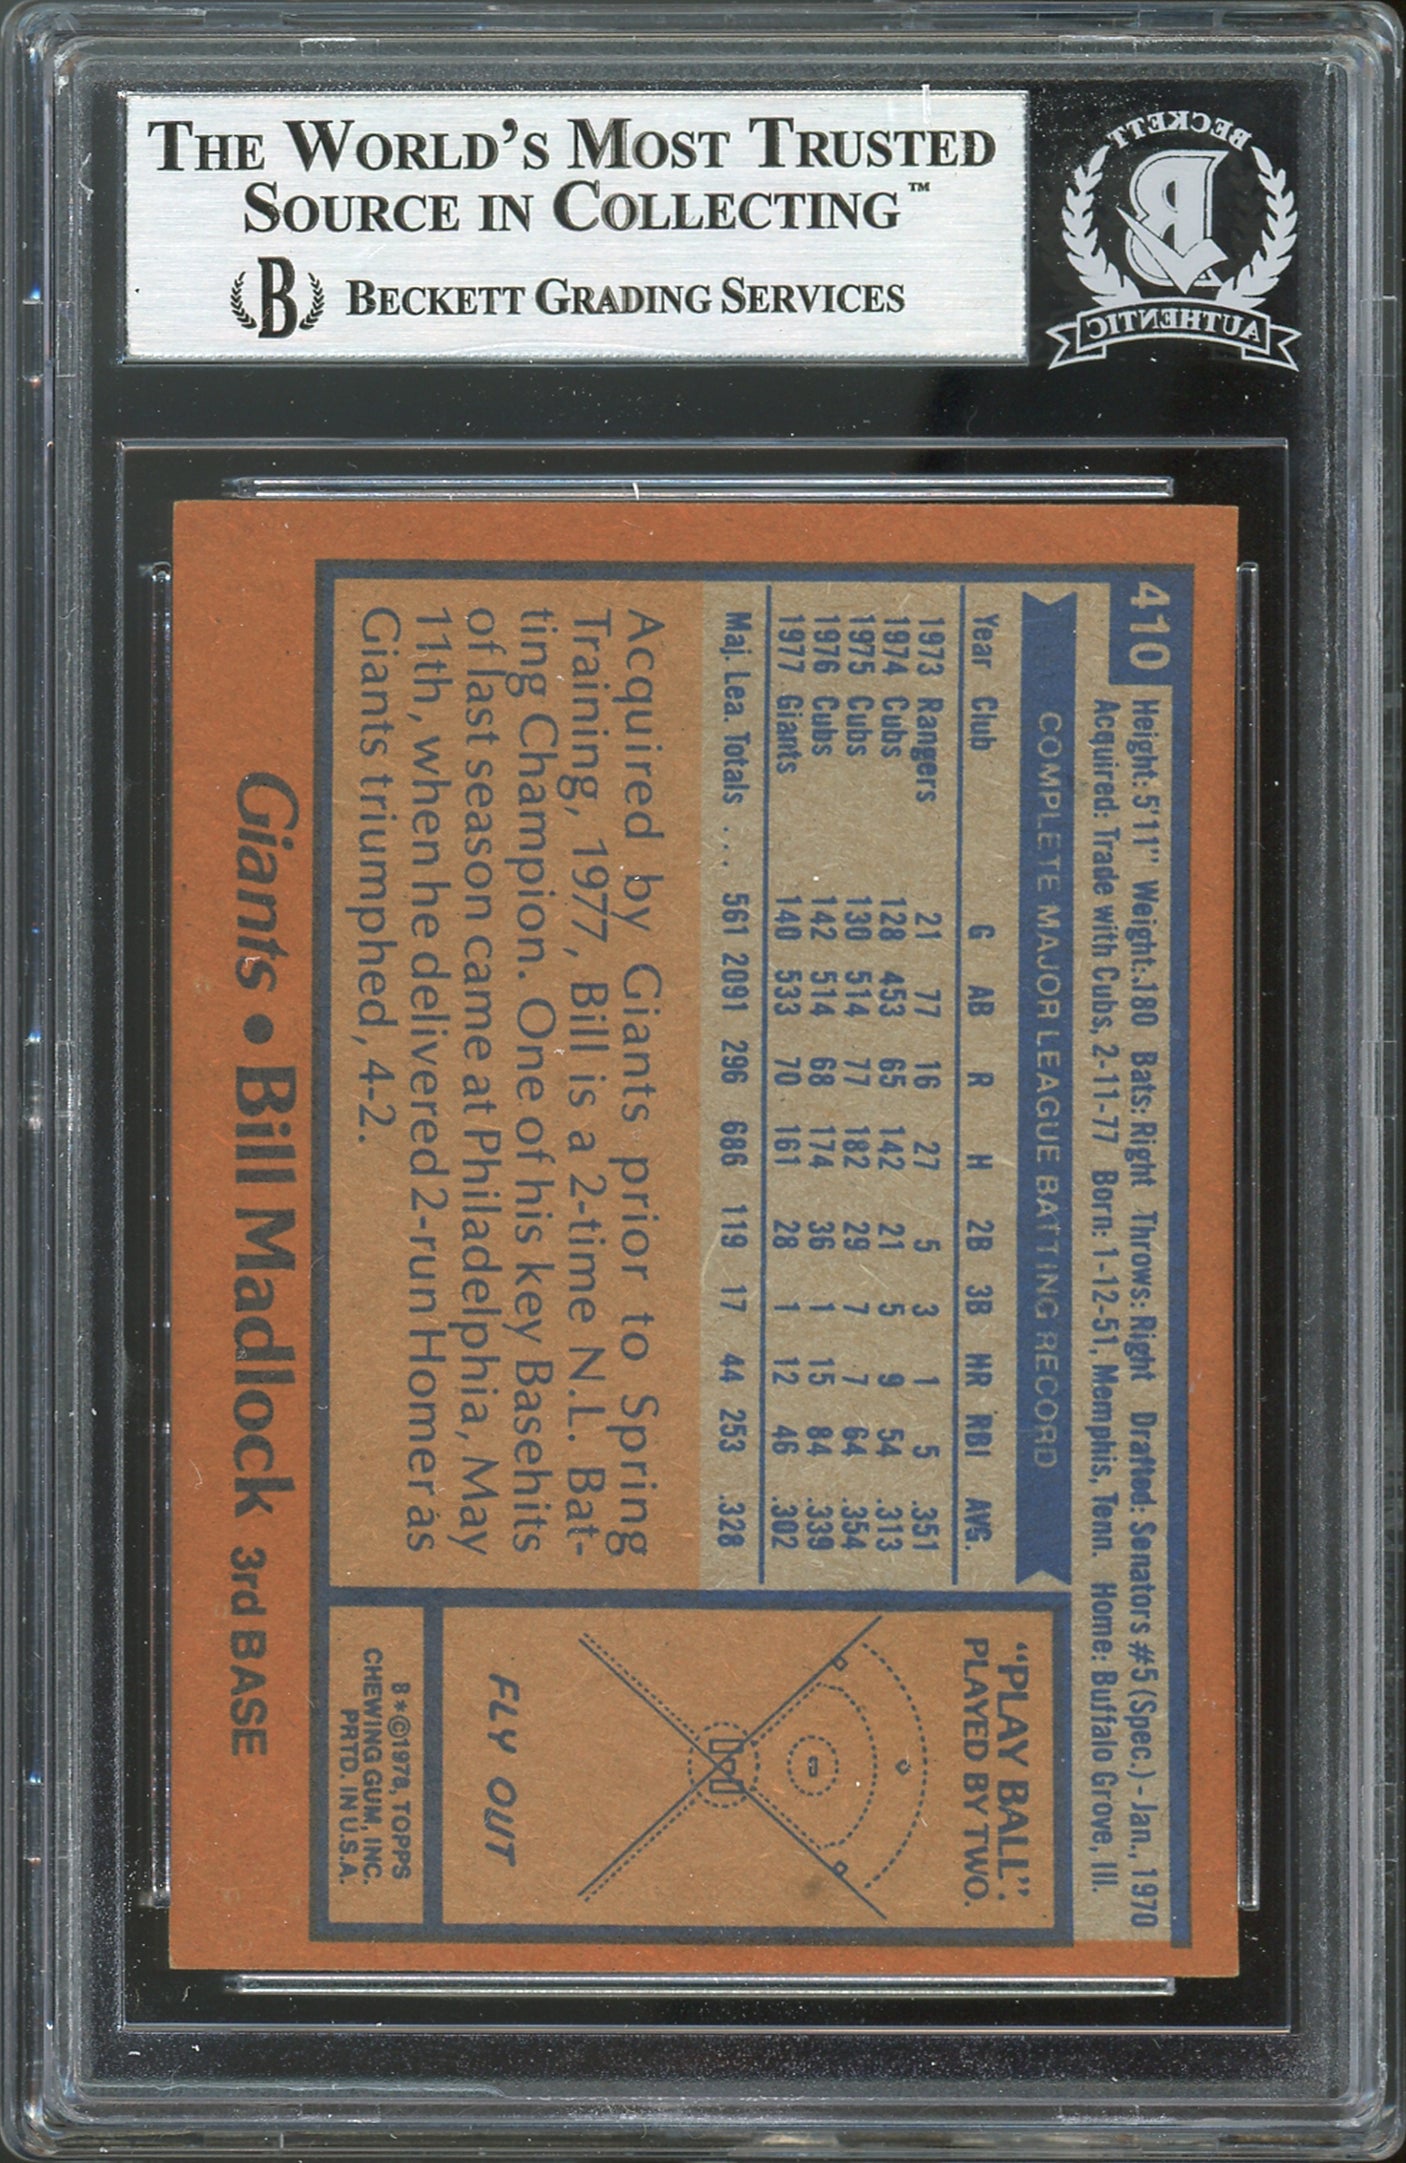 THE WORLD'S MOST TRUSTED
SOURCE IN COLLECTING™
B BECKETT GRADING SERVICES
BECKETT
B
AUTHENTIC
410
Height: 5'11" Weight: 180 Bats: Right Throws: Right Drafted: Senators #5 (Spec.) - Jan., 1970
Acquired: Trade with Cubs, 2-11-77 Born: 1-12-51, Memphis, Tenn. Home: Buffalo Grove, Ill.
COMPLETE MAJOR LEAGUE BATTING RECORD
Year Club G AB R H 2B 3B HR RBI AVG.
1973 Rangers 21 77 16 27 5 3 1 5 .351
1974 Cubs 128 453 65 142 21 5 9 54 .313
1975 Cubs 130 514 77 182 29 7 7 64 .354
1976 Cubs 142 514 68 174 36 1 15 84 .339
1977 Giants 140 533 70 161 28 1 12 46 .302
Maj. Lea. Totals ... 561 2091 296 686 119 17 44 253 .328
Acquired by Giants prior to Spring
Training, 1977, Bill is a 2-time N.L. Bat-
ting Champion. One of his key Basehits
of last season came at Philadelphia, May
11th, when he delivered 2-run Homer as
Giants triumphed, 4-2.
"PLAY BALL":
PLAYED BY TWO.
FLY OUT
B*©1978, TOPPS
CHEWING GUM, INC.
PRTD. IN U.S.A.
Giants • Bill Madlock 3rd BASE